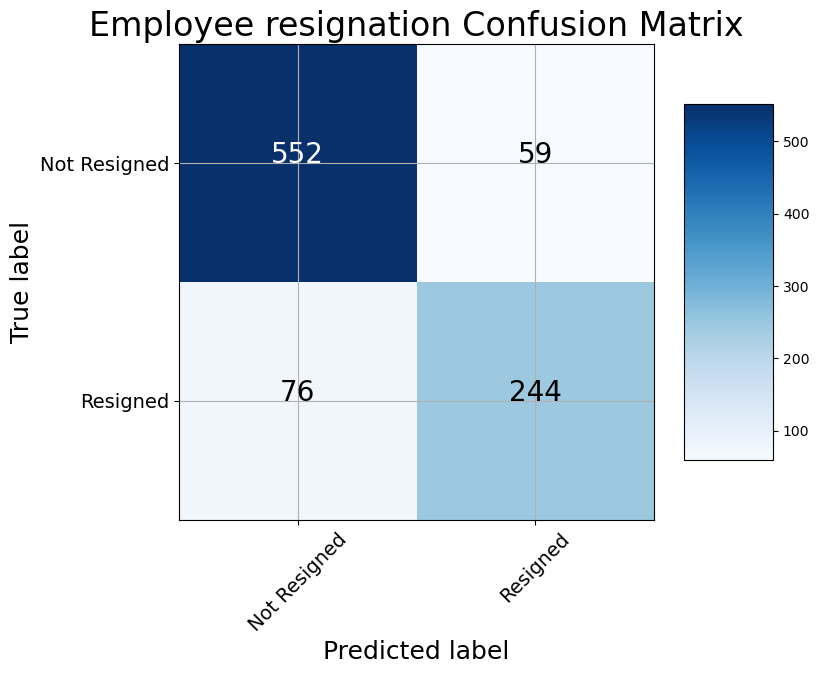 Employee resignation Confusion Matrix
Not Resigned
552
59
Resigned
76
244
True label
Not Resigned
Resigned
Predicted label
500
400
300
200
100